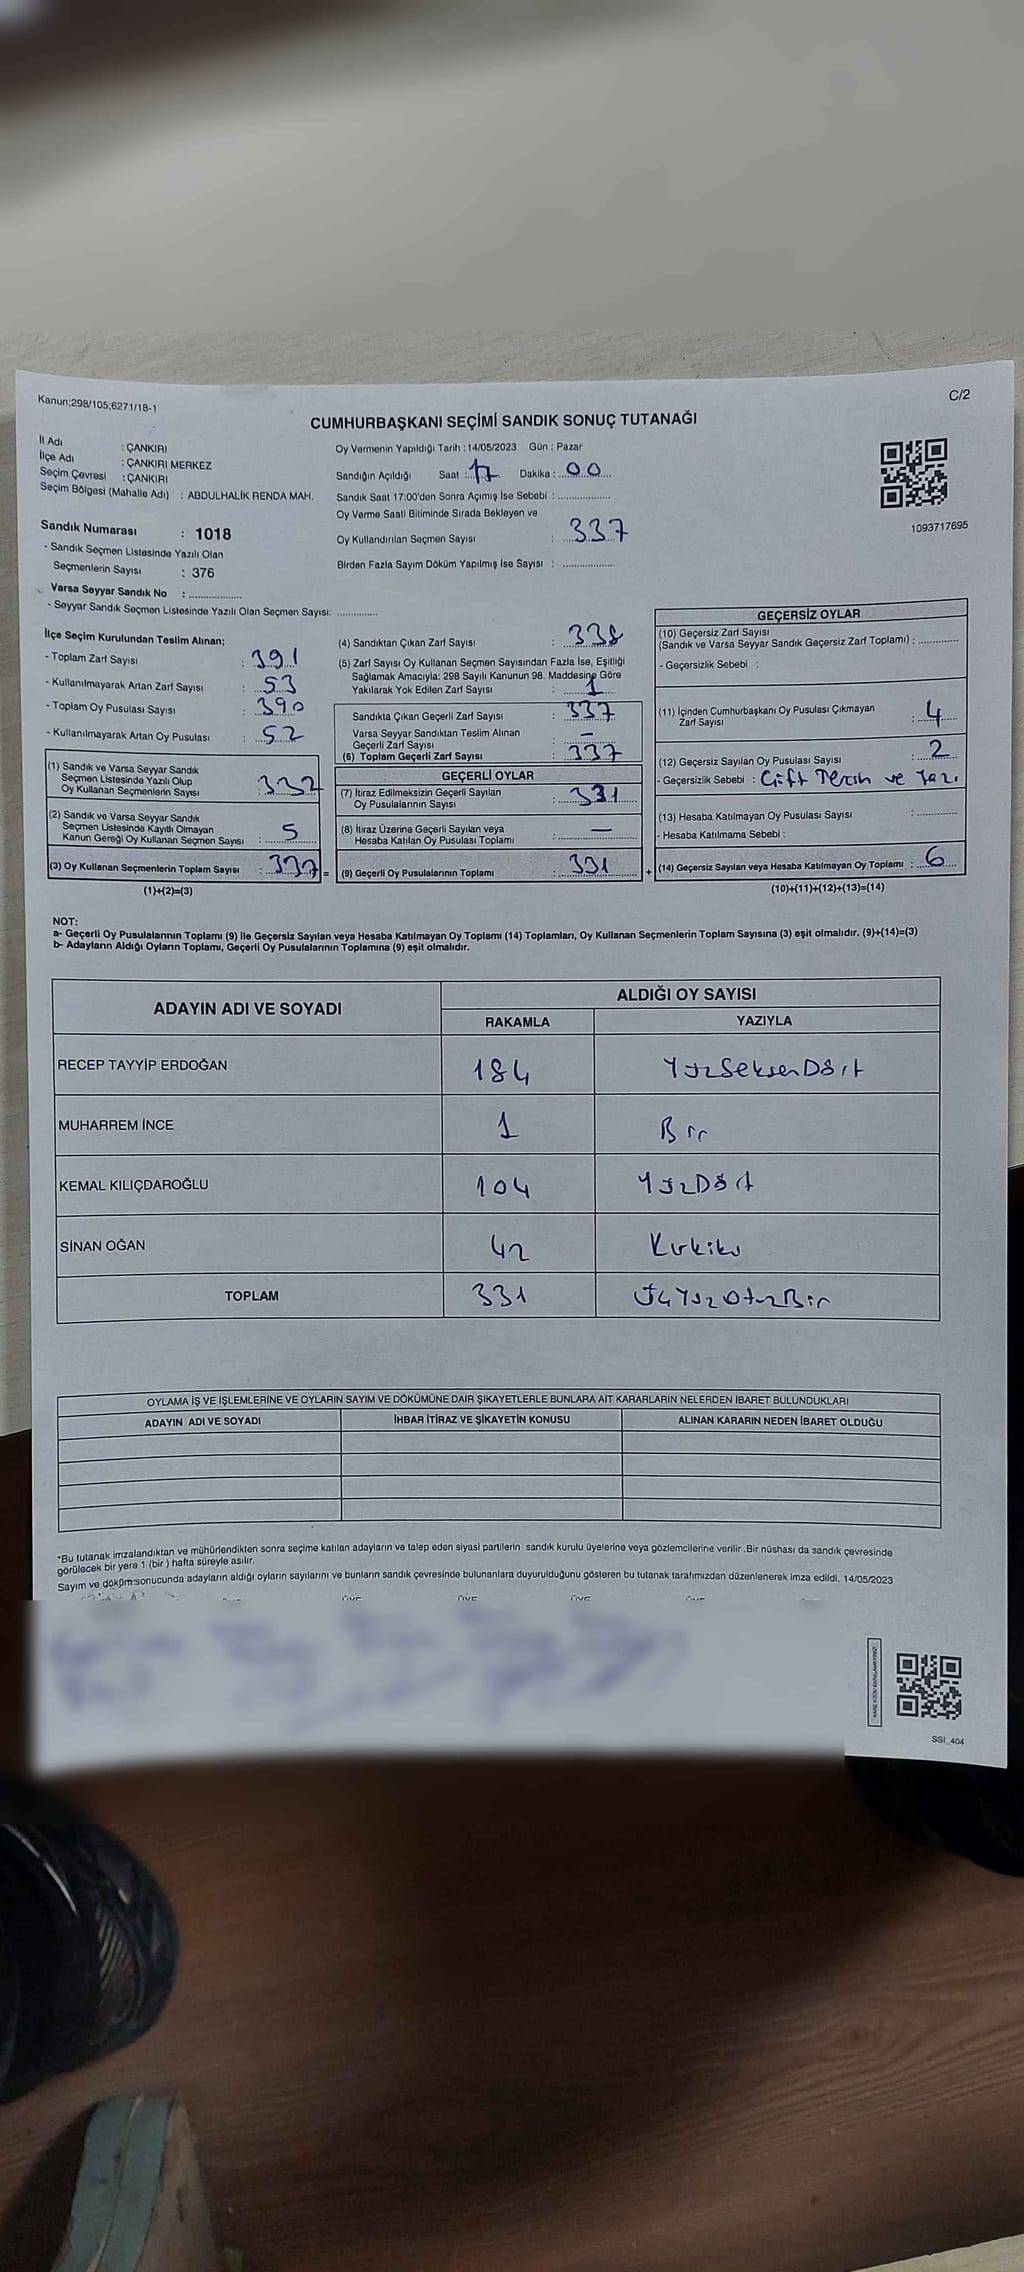 Kanun;298/105;6271/18-1
C/2
CUMHURBAŞKANI SEÇİMİ SANDIK SONUÇ TUTANAĞI
İl Adı : ÇANKIRI
İlçe Adı : ÇANKIRI MERKEZ
Seçim Çevresi : ÇANKIRI
Seçim Bölgesi (Mahalle Adı) : ABDULHALİK RENDA MAH.
Sandık Numarası : 1018
- Sandık Seçmen Listesinde Yazılı Olan
Seçmenlerin Sayısı : 376
Varsa Seyyar Sandık No : ..................
- Seyyar Sandık Seçmen Listesinde Yazılı Olan Seçmen Sayısı: ..............
Oy Vermenin Yapıldığı Tarih : 14/05/2023 Gün : Pazar
Sandığın Açıldığı Saat : 17 Dakika : 00
Sandık Saat 17:00'den Sonra Açımış İse Sebebi : ..................
Oy Verme Saati Bitiminde Sırada Bekleyen ve
Oy Kullandırılan Seçmen Sayısı : 337
Birden Fazla Sayım Döküm Yapılmış İse Sayısı : ..................
1093717695
İlçe Seçim Kurulundan Teslim Alınan;
- Toplam Zarf Sayısı : 391
- Kullanılmayarak Artan Zarf Sayısı : 53
- Toplam Oy Pusulası Sayısı : 390
- Kullanılmayarak Artan Oy Pusulası : 52
(1) Sandık ve Varsa Seyyar Sandık
Seçmen Listesinde Yazılı Olup
Oy Kullanan Seçmenlerin Sayısı : 332
(2) Sandık ve Varsa Seyyar Sandık
Seçmen Listesinde Kayıtlı Olmayan
Kanun Gereği Oy Kullanan Seçmen Sayısı : 5
(3) Oy Kullanan Seçmenlerin Toplam Sayısı : 337 =
(1)+(2)=(3)
(4) Sandıktan Çıkan Zarf Sayısı : 338
(5) Zarf Sayısı Oy Kullanan Seçmen Sayısından Fazla İse, Eşitliği
Sağlamak Amacıyla: 298 Sayılı Kanunun 98. Maddesine Göre
Yakılarak Yok Edilen Zarf Sayısı : 1
Sandıkta Çıkan Geçerli Zarf Sayısı : 337
Varsa Seyyar Sandıktan Teslim Alınan
Geçerli Zarf Sayısı : –
(6) Toplam Geçerli Zarf Sayısı : 337
GEÇERLİ OYLAR
(7) İtiraz Edilmeksizin Geçerli Sayılan
Oy Pusulalarının Sayısı : 331
(8) İtiraz Üzerine Geçerli Sayılan veya
Hesaba Katılan Oy Pusulası Toplamı : –
(9) Geçerli Oy Pusulalarının Toplamı : 331 +
GEÇERSİZ OYLAR
(10) Geçersiz Zarf Sayısı
(Sandık ve Varsa Seyyar Sandık Geçersiz Zarf Toplamı) : ..............
- Geçersizlik Sebebi :
(11) İçinden Cumhurbaşkanı Oy Pusulası Çıkmayan
Zarf Sayısı : 4
(12) Geçersiz Sayılan Oy Pusulası Sayısı : 2
- Geçersizlik Sebebi : Çift Tercih ve Yazı
(13) Hesaba Katılmayan Oy Pusulası Sayısı : ..............
- Hesaba Katılmama Sebebi :
(14) Geçersiz Sayılan veya Hesaba Katılmayan Oy Toplamı : 6
(10)+(11)+(12)+(13)=(14)
NOT:
a- Geçerli Oy Pusulalarının Toplamı (9) ile Geçersiz Sayılan veya Hesaba Katılmayan Oy Toplamı (14) Toplamları, Oy Kullanan Seçmenlerin Toplam Sayısına (3) eşit olmalıdır. (9)+(14)=(3)
b- Adayların Aldığı Oyların Toplamı, Geçerli Oy Pusulalarının Toplamına (9) eşit olmalıdır.
ADAYIN ADI VE SOYADI
ALDIĞI OY SAYISI
RAKAMLA YAZIYLA
RECEP TAYYİP ERDOĞAN 184 YüzSeksenDört
MUHARREM İNCE 1 Bir
KEMAL KILIÇDAROĞLU 104 YüzDört
SİNAN OĞAN 42 Kırkiki
TOPLAM 331 ÜçYüzOtuzBir
OYLAMA İŞ VE İŞLEMLERİNE VE OYLARIN SAYIM VE DÖKÜMÜNE DAİR ŞİKAYETLERLE BUNLARA AİT KARARLARIN NELERDEN İBARET BULUNDUKLARI
ADAYIN ADI VE SOYADI İHBAR İTİRAZ VE ŞİKAYETİN KONUSU ALINAN KARARIN NEDEN İBARET OLDUĞU
*Bu tutanak imzalandıktan ve mühürlendikten sonra seçime katılan adayların ve talep eden siyasi partilerin sandık kurulu üyelerine veya gözlemcilerine verilir .Bir nüshası da sandık çevresinde
görülecek bir yere 1 (bir ) hafta süreyle asılır.
Sayım ve döküm sonucunda adayların aldığı oyların sayılarını ve bunların sandık çevresinde bulunanlara duyurulduğunu gösteren bu tutanak tarafımızdan düzenlenerek imza edildi. 14/05/2023
ÜYE ÜYE ÜYE ÜYE
SSI_404